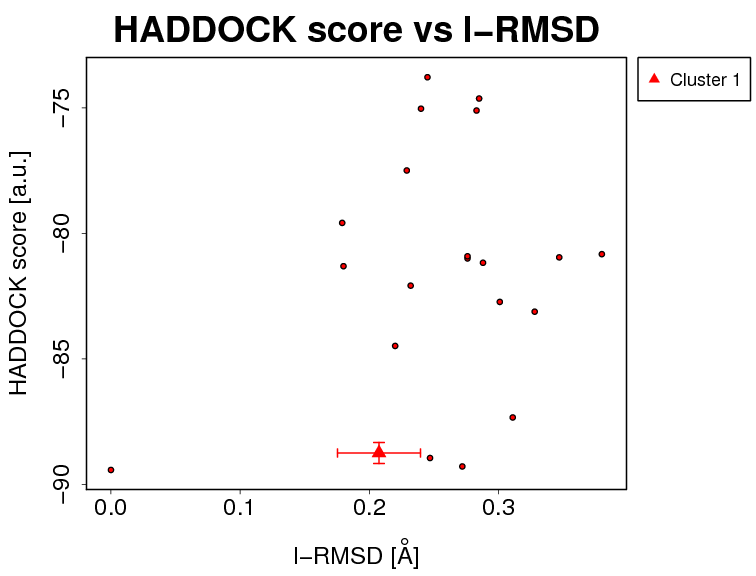 HADDOCK score vs I−RMSD
Cluster 1
HADDOCK score [a.u.]
−75
−80
−85
−90
0.0 0.1 0.2 0.3
I−RMSD [Å]